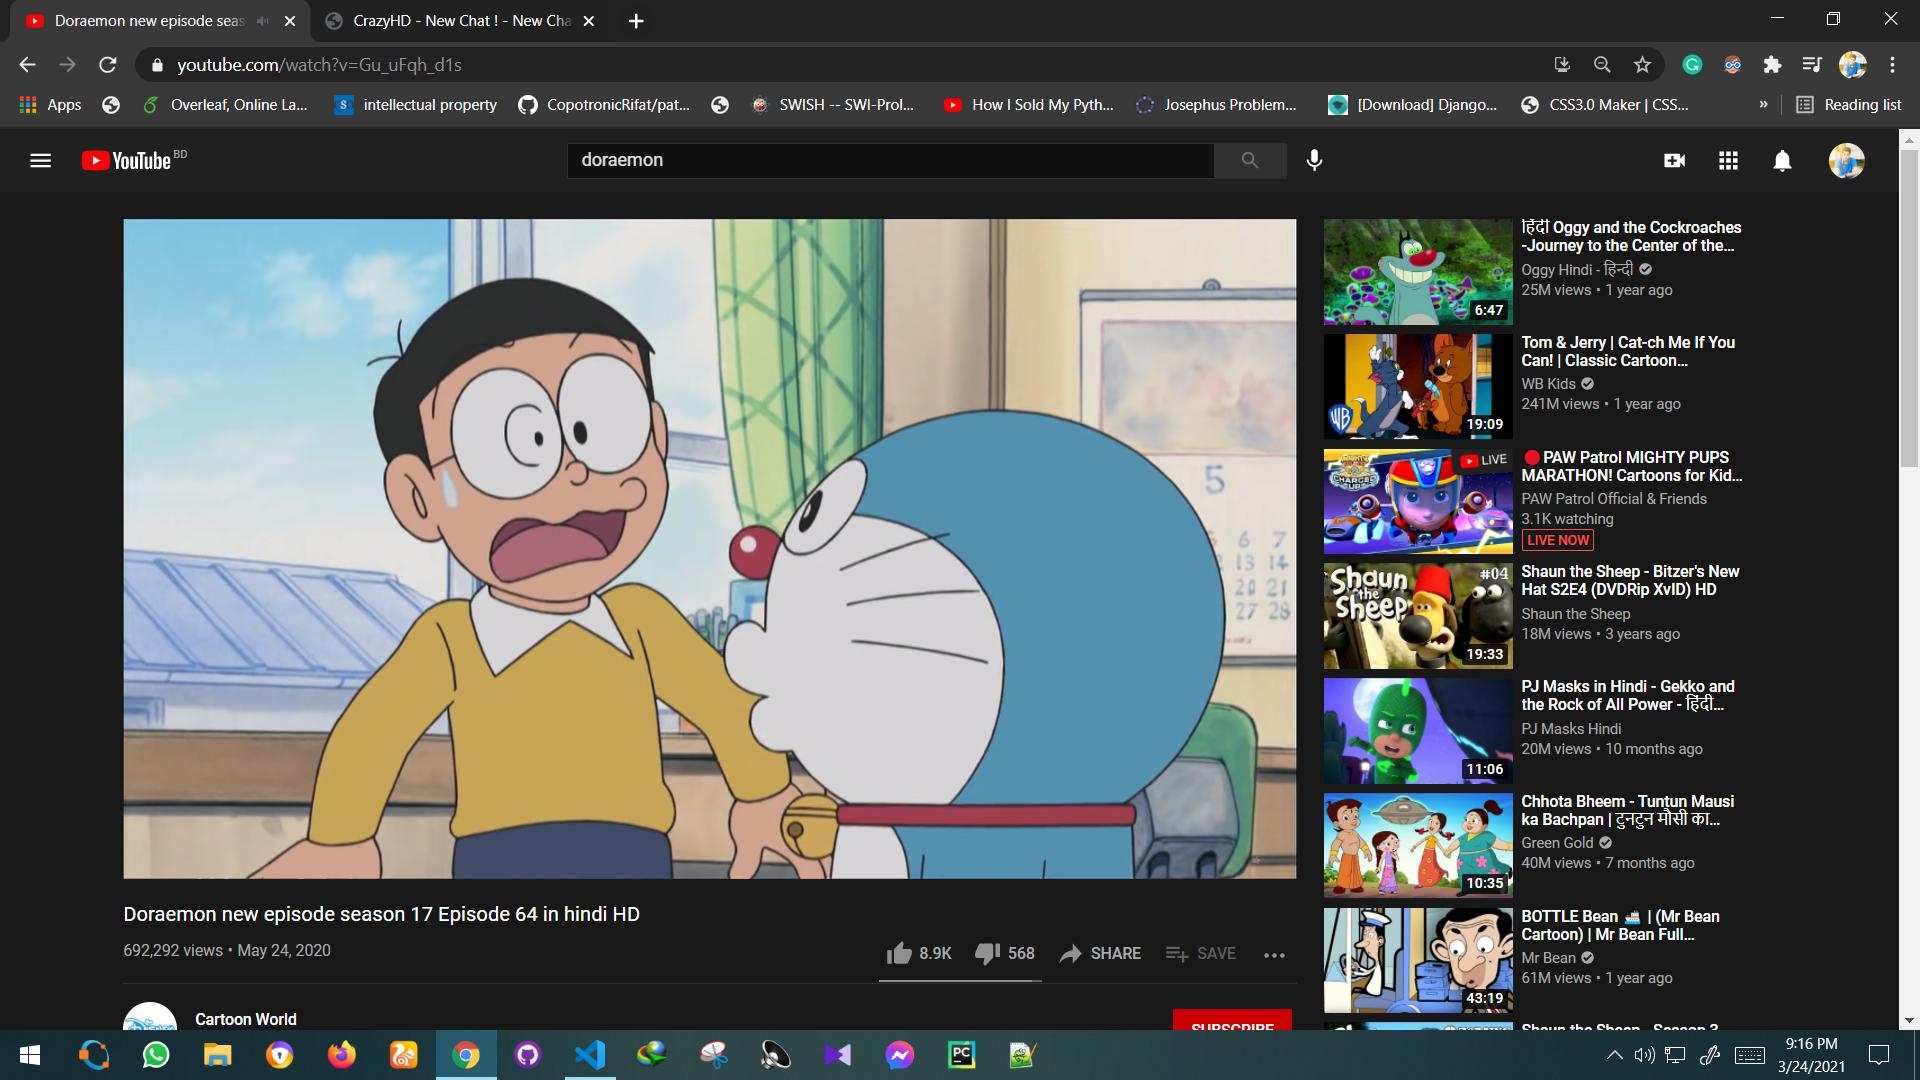 Doraemon new episode seas
CrazyHD - New Chat ! - New Cha
youtube.com/watch?v=Gu_uFqh_d1s
Apps
Overleaf, Online La...
intellectual property
CopotronicRifat/pat...
SWISH -- SWI-Prol...
How I Sold My Pyth...
Josephus Problem...
[Download] Django...
CSS3.0 Maker | CSS...
»
Reading list
YouTube BD
doraemon
5
6 7
13 14
20 21
27 28
Doraemon new episode season 17 Episode 64 in hindi HD
692,292 views • May 24, 2020
8.9K
568
SHARE
SAVE
Cartoon World
SUBSCRIBE
हिंदी Oggy and the Cockroaches
-Journey to the Center of the...
Oggy Hindi - हिन्दी
25M views • 1 year ago
6:47
Tom & Jerry | Cat-ch Me If You
Can! | Classic Cartoon...
WB Kids
241M views • 1 year ago
WB
19:09
PAW Patrol MIGHTY PUPS
MARATHON! Cartoons for Kid...
PAW Patrol Official & Friends
3.1K watching
LIVE NOW
LIVE
CHARGED UP
Shaun the Sheep - Bitzer's New
Hat S2E4 (DVDRip XvID) HD
Shaun the Sheep
18M views • 3 years ago
Shaun
the
Sheep
#04
19:33
PJ Masks in Hindi - Gekko and
the Rock of All Power - हिंदी...
PJ Masks Hindi
20M views • 10 months ago
11:06
Chhota Bheem - Tuntun Mausi
ka Bachpan | टुनटुन मौसी का...
Green Gold
40M views • 7 months ago
10:35
BOTTLE Bean 🚢 | (Mr Bean
Cartoon) | Mr Bean Full...
Mr Bean
61M views • 1 year ago
43:19
Shaun the Sheep - Season 3
PC
9:16 PM
3/24/2021